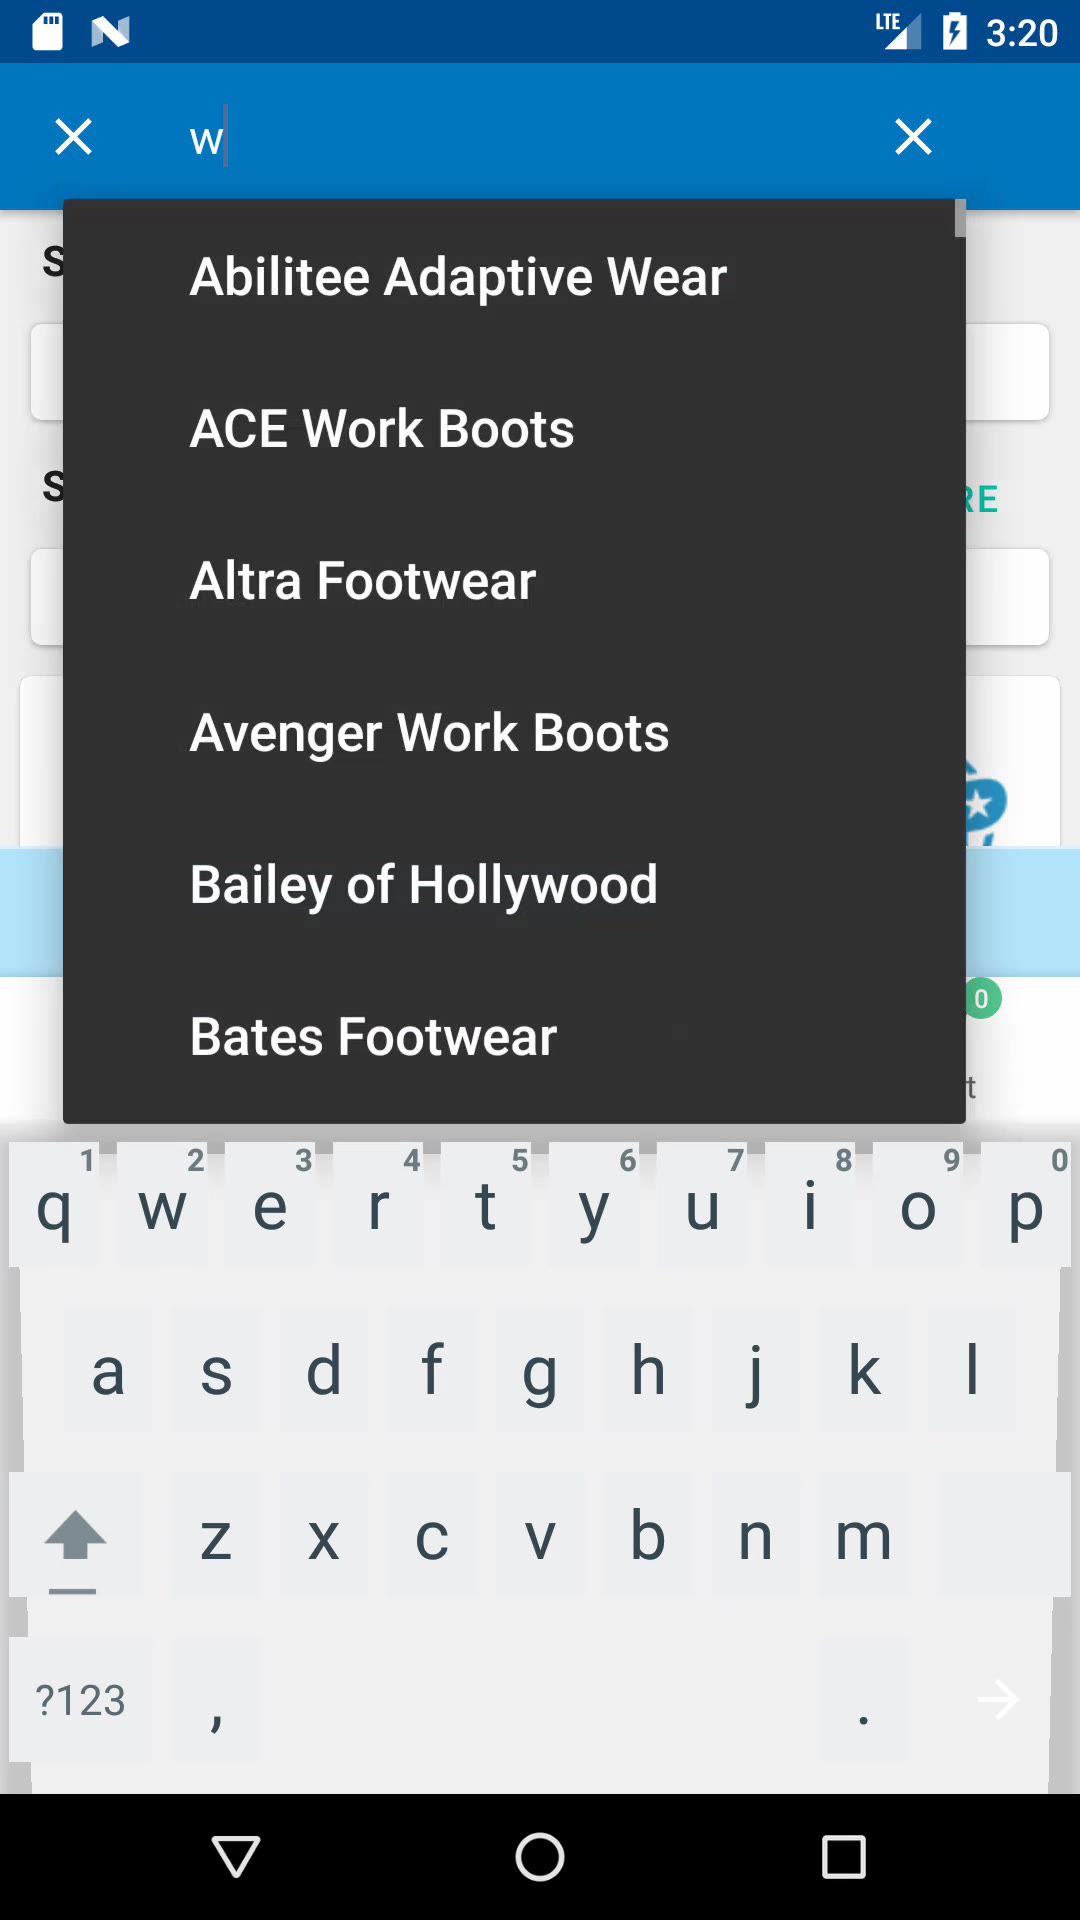 LTE 3:20
w
S
Abilitee Adaptive Wear
ACE Work Boots
S
RE
Altra Footwear
Avenger Work Boots
Bailey of Hollywood
0
Bates Footwear
t
1 2 3 4 5 6 7 8 9 0
q w e r t y u i o p
a s d f g h j k l
z x c v b n m
?123 , .